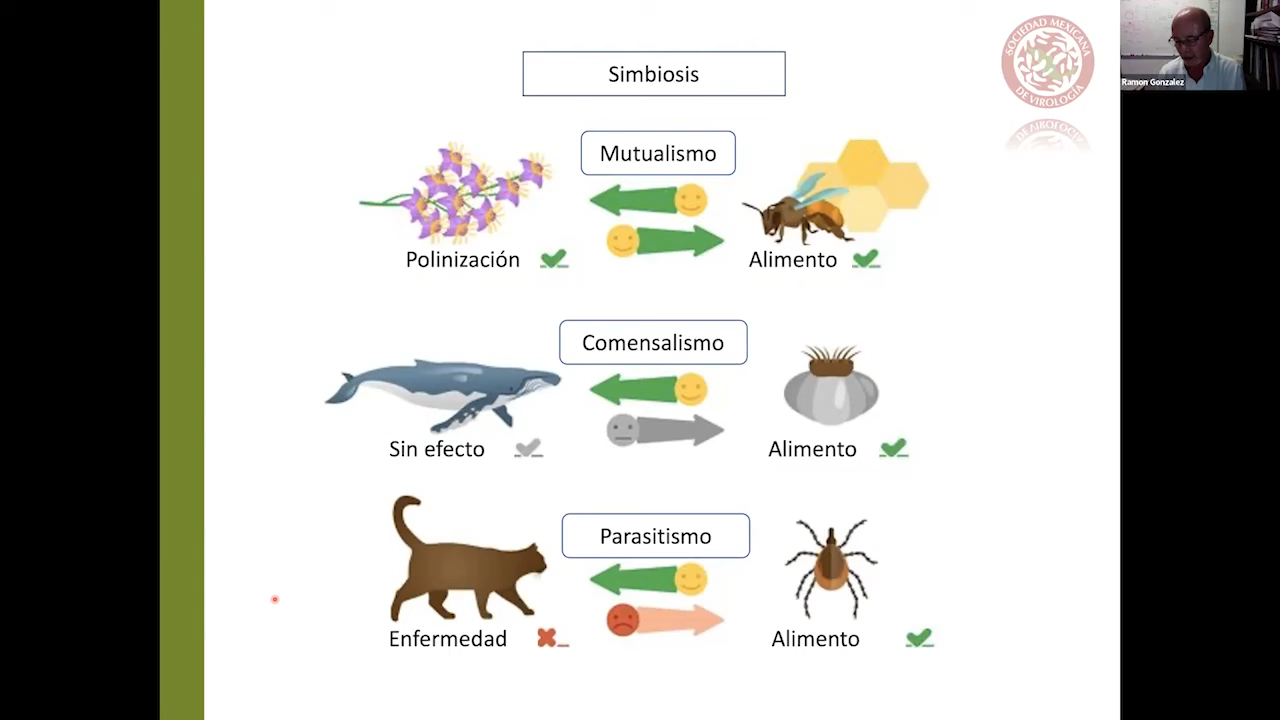 Simbiosis
SOCIEDAD MEXICANA
DE VIROLOGÍA
Ramon Gonzalez
Mutualismo
Polinización
Alimento
Comensalismo
Sin efecto
Alimento
Parasitismo
Enfermedad
Alimento